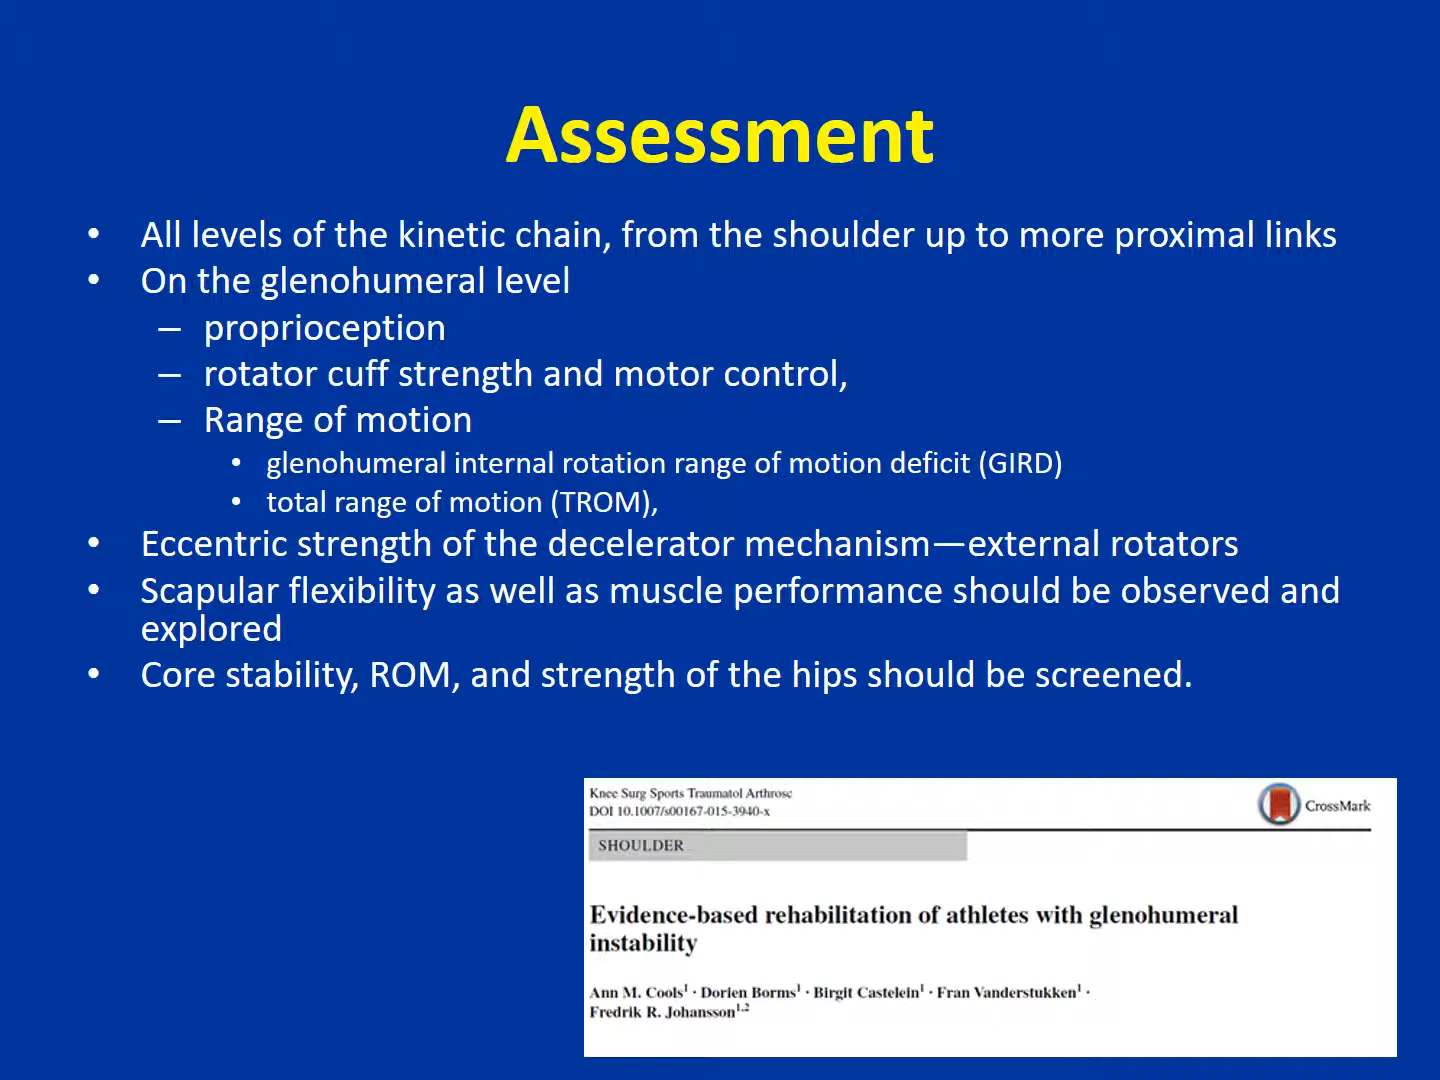 Assessment
• All levels of the kinetic chain, from the shoulder up to more proximal links
• On the glenohumeral level
– proprioception
– rotator cuff strength and motor control,
– Range of motion
• glenohumeral internal rotation range of motion deficit (GIRD)
• total range of motion (TROM),
• Eccentric strength of the decelerator mechanism—external rotators
• Scapular flexibility as well as muscle performance should be observed and
explored
• Core stability, ROM, and strength of the hips should be screened.
Knee Surg Sports Traumatol Arthrosc
DOI 10.1007/s00167-015-3940-x
CrossMark
SHOULDER
Evidence-based rehabilitation of athletes with glenohumeral
instability
Ann M. Cools¹ · Dorien Borms¹ · Birgit Castelein¹ · Fran Vanderstukken¹ ·
Fredrik R. Johansson¹,²